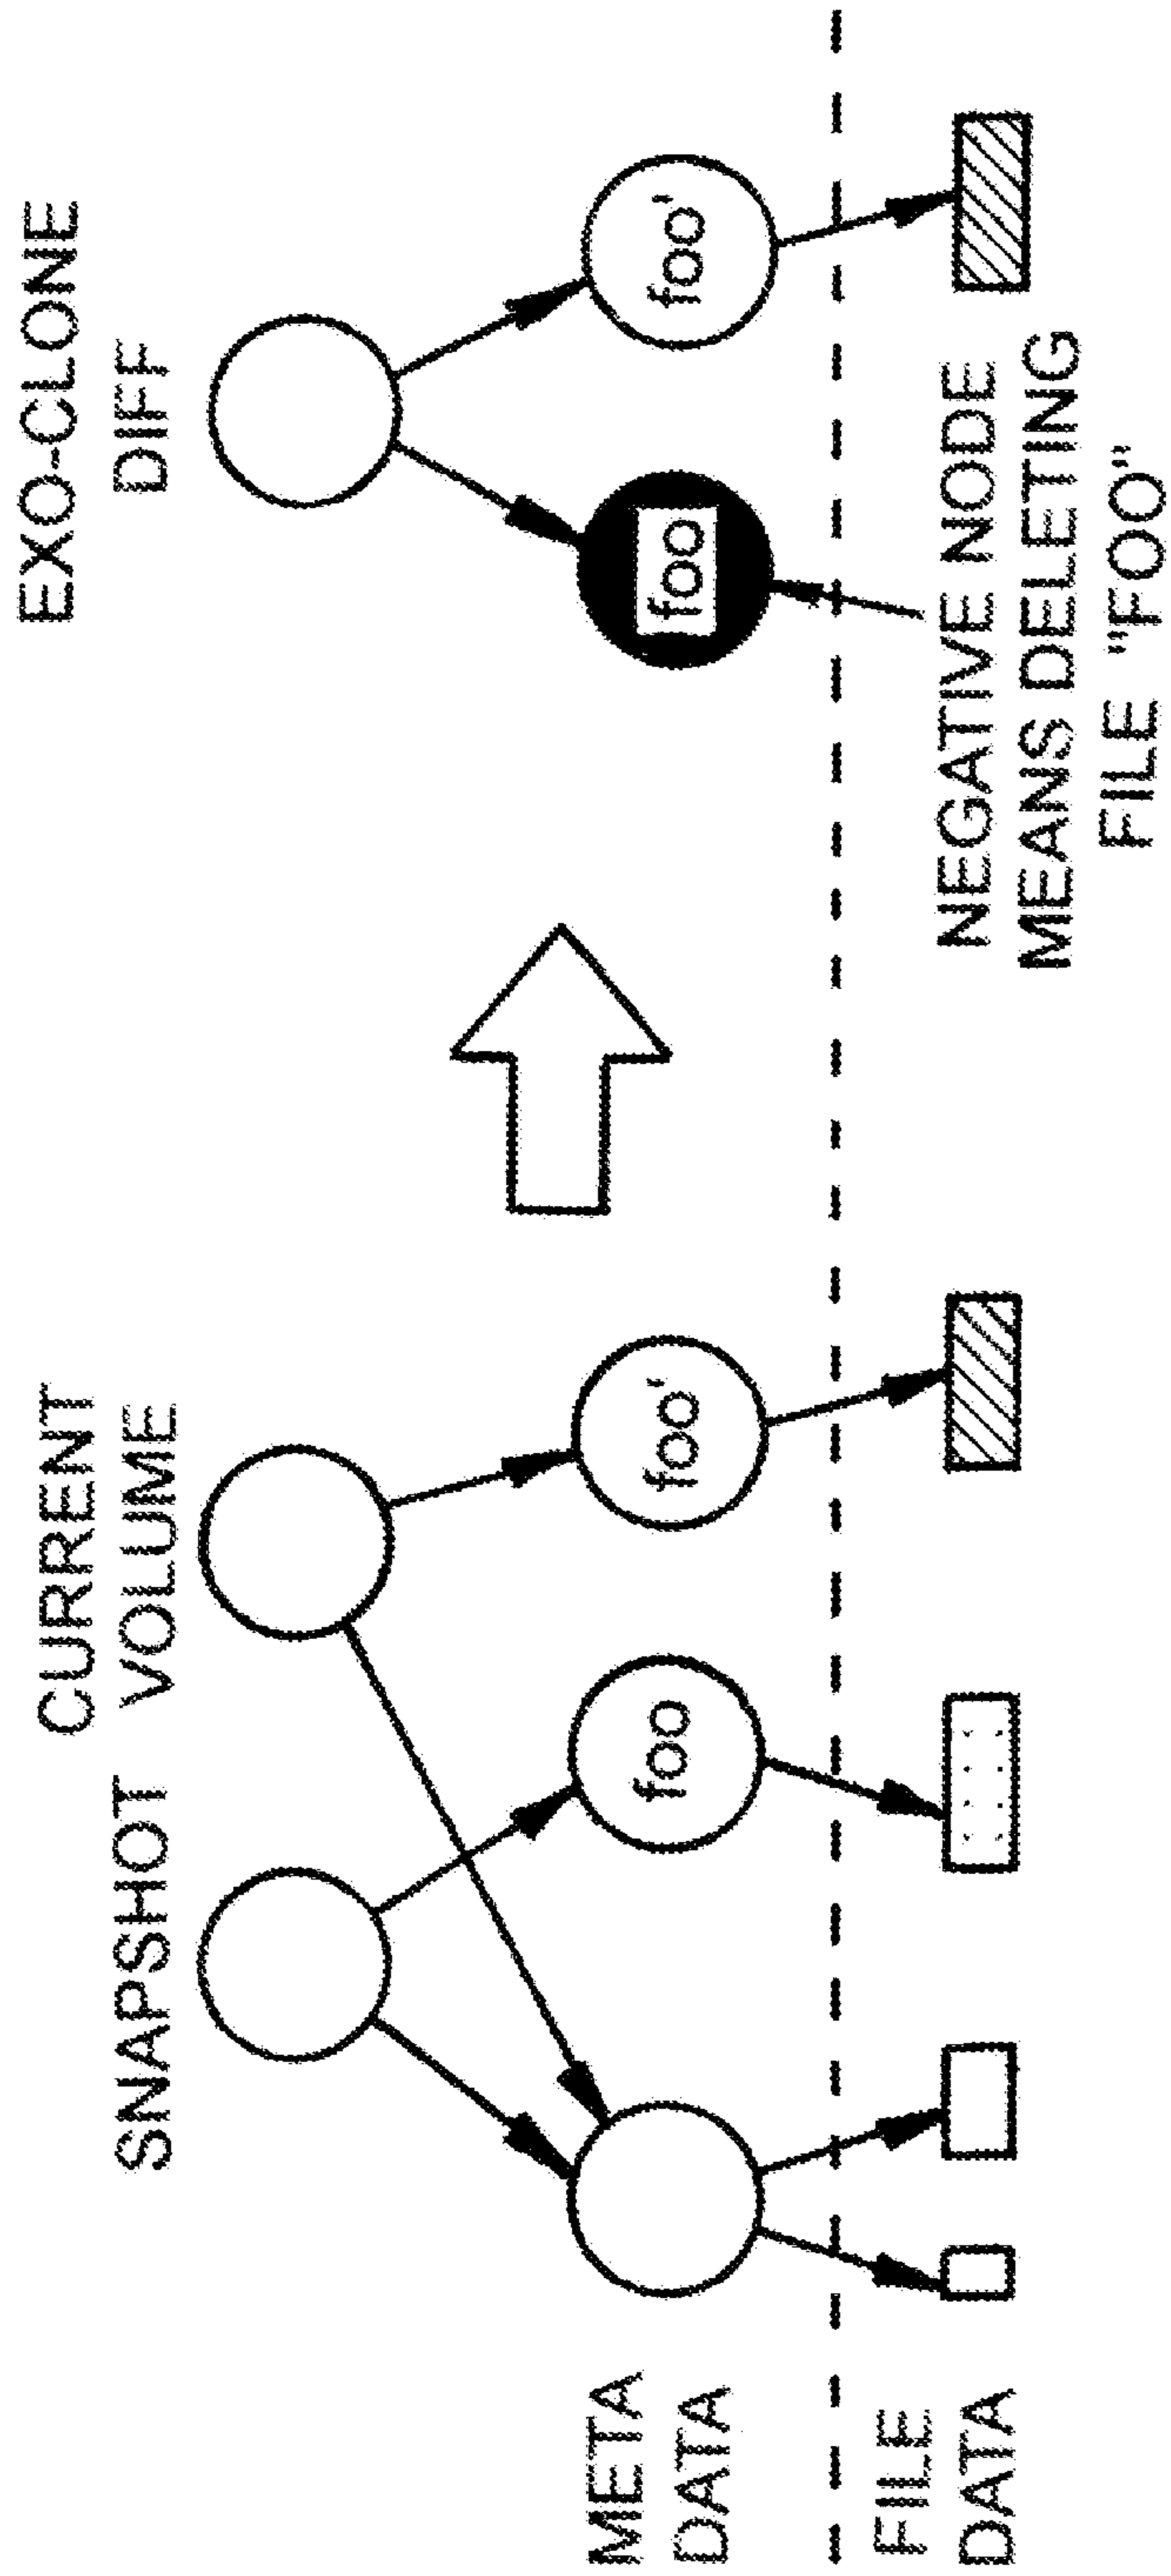 SNAPSHOT
CURRENT
VOLUME
EXO-CLONE
DIFF
META
DATA
foo
foo'
foo
foo'
FILE
DATA
NEGATIVE NODE
MEANS DELETING
FILE "FOO"